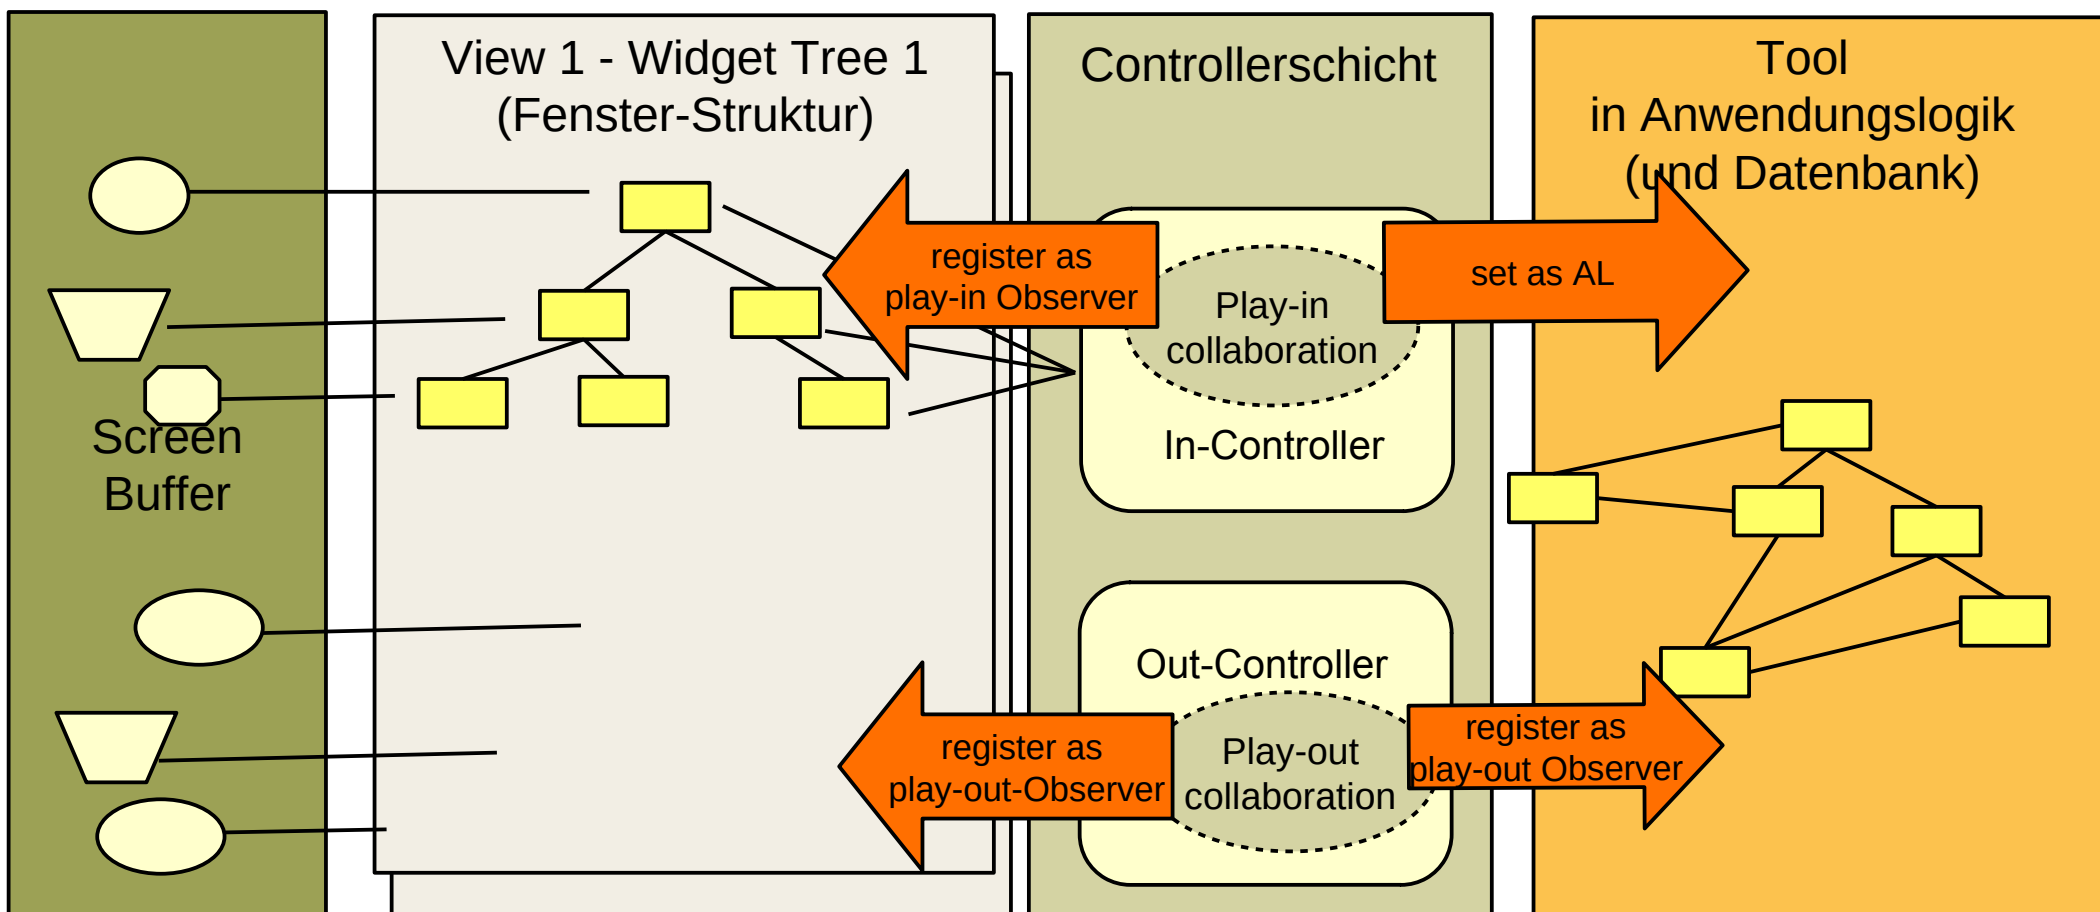 View 1 - Widget Tree 1
(Fenster-Struktur)
Controllerschicht
Tool
in Anwendungslogik
(und Datenbank)
register as
play-in Observer
set as AL
Play-in
collaboration
In-Controller
Screen
Buffer
Out-Controller
register as
play-out-Observer
Play-out
collaboration
register as
play-out Observer